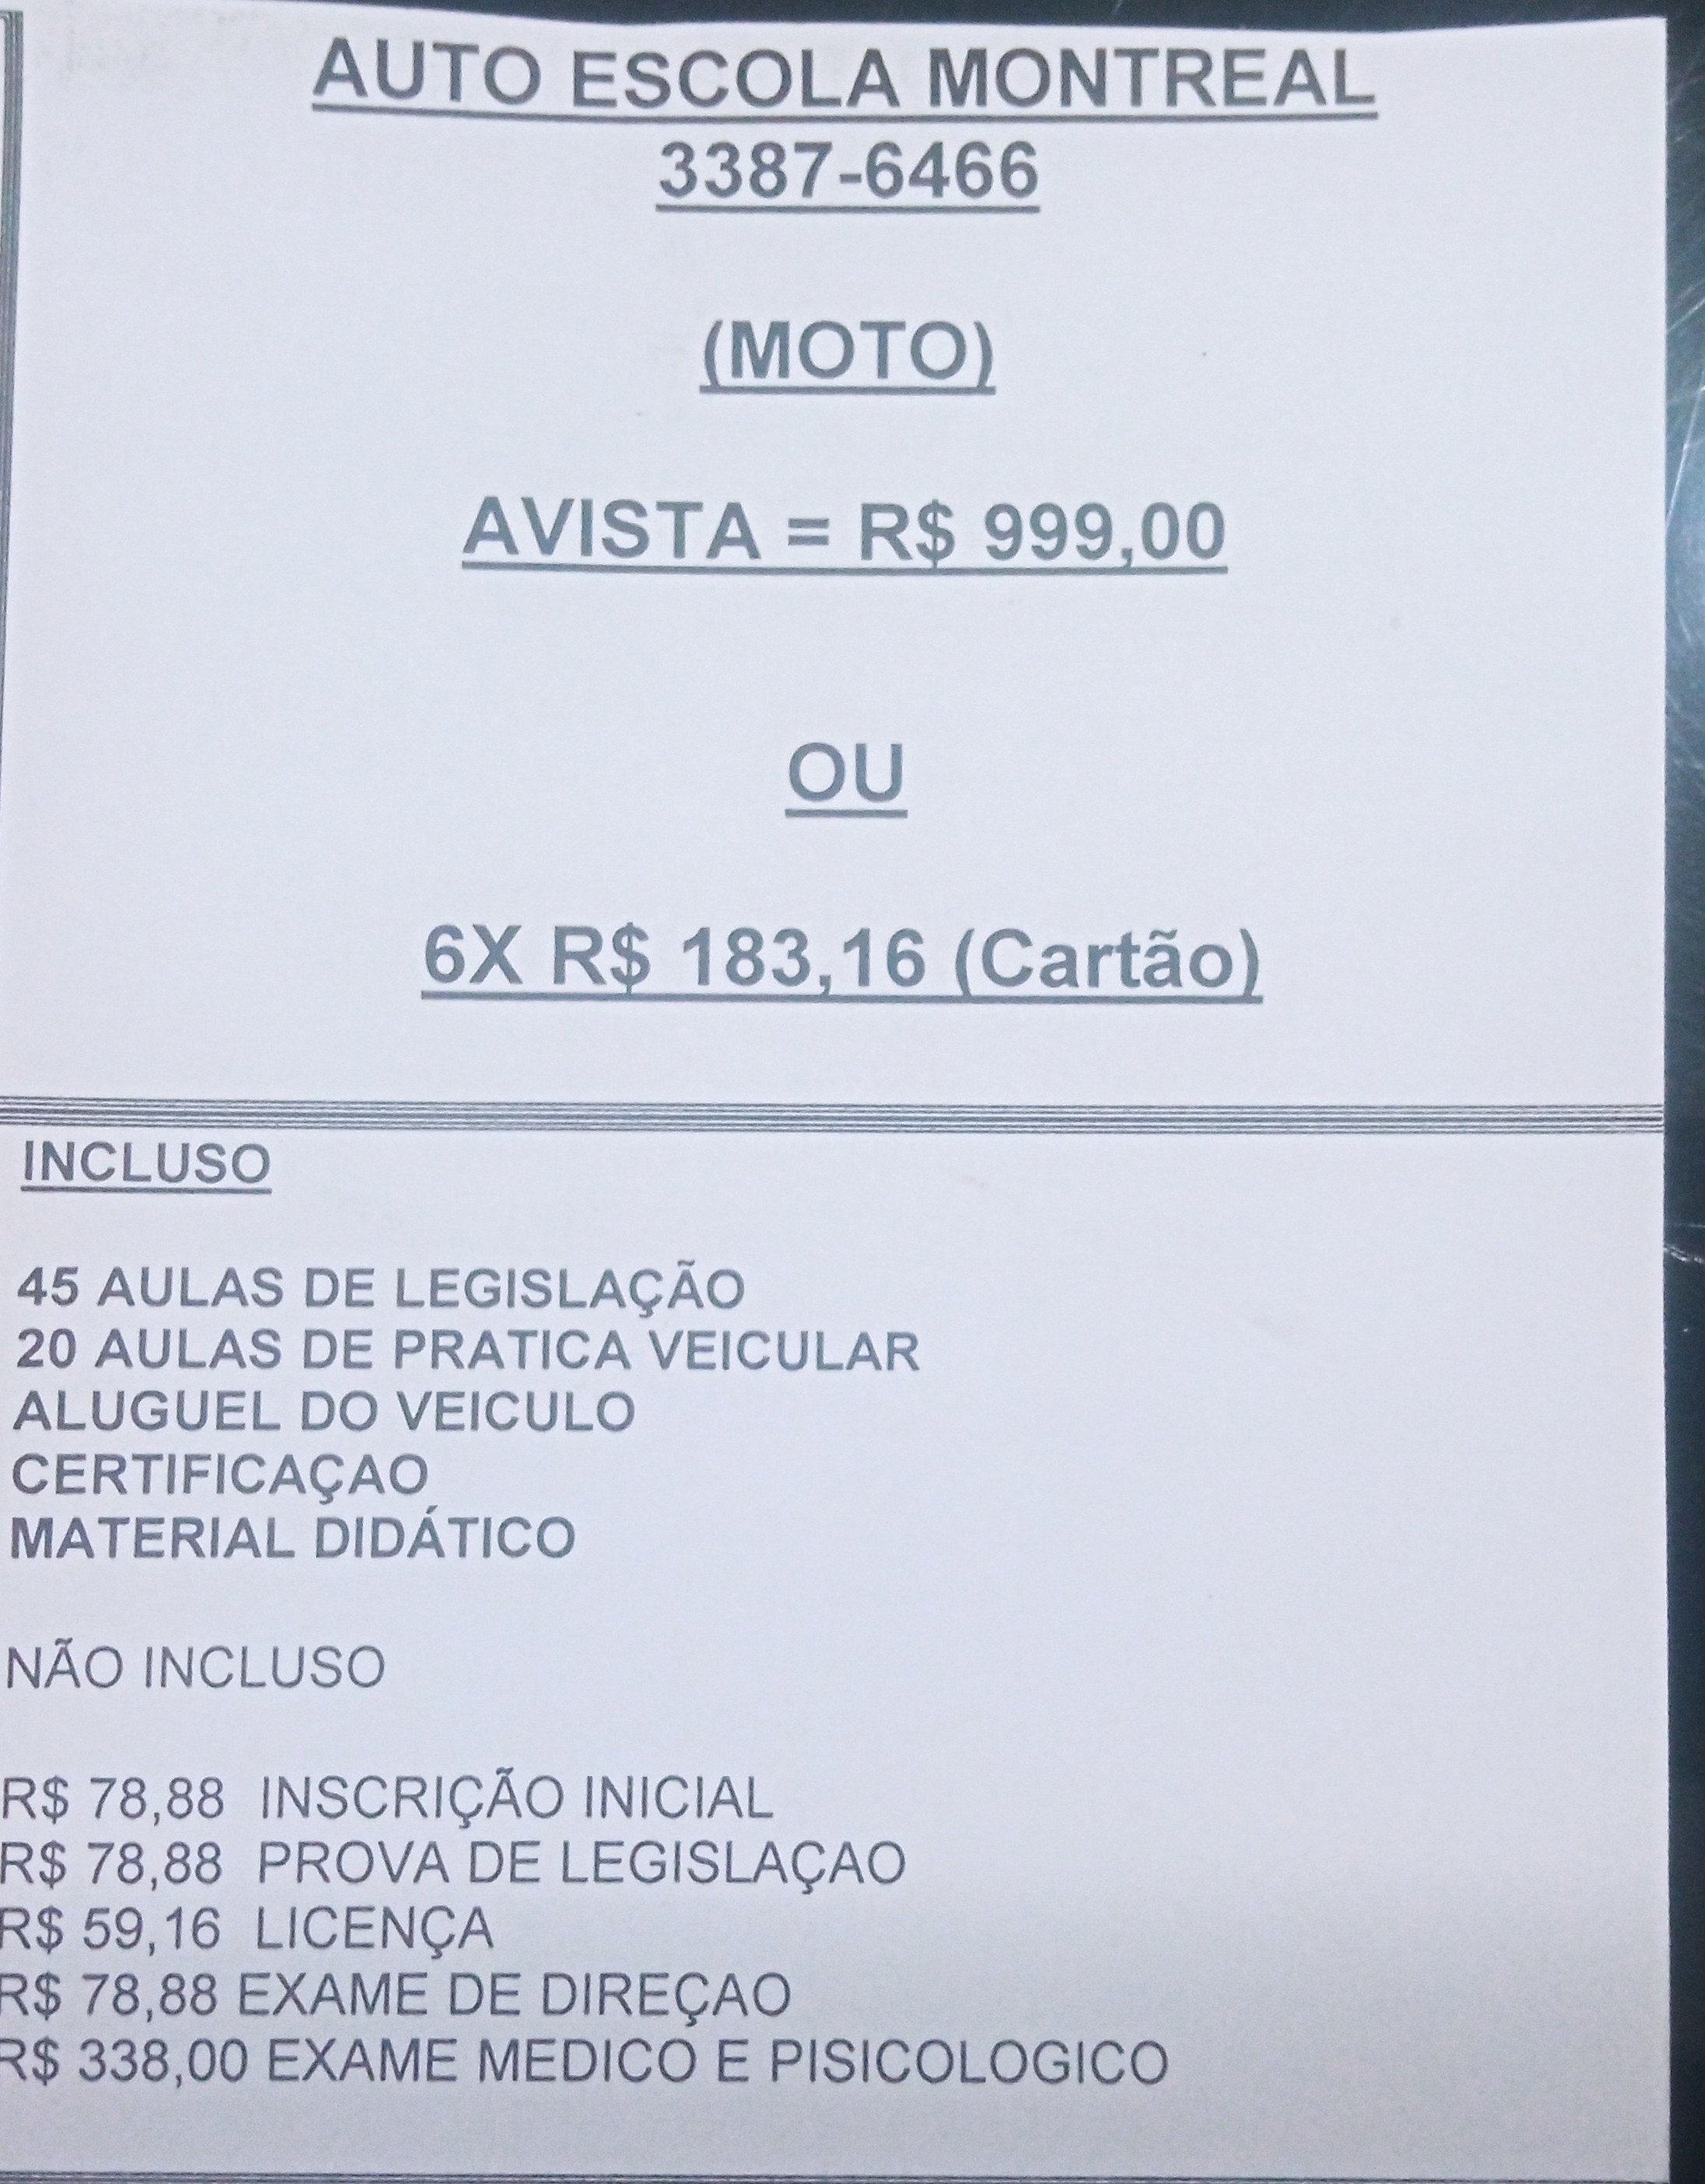 AUTO ESCOLA MONTREAL
3387-6466
(MOTO)
AVISTA = R$ 999,00
OU
6X R$ 183,16 (Cartão)
INCLUSO
45 AULAS DE LEGISLAÇÃO
20 AULAS DE PRATICA VEICULAR
ALUGUEL DO VEICULO
CERTIFICAÇAO
MATERIAL DIDÁTICO
NÃO INCLUSO
R$ 78,88 INSCRIÇÃO INICIAL
R$ 78,88 PROVA DE LEGISLAÇAO
R$ 59,16 LICENÇA
R$ 78,88 EXAME DE DIREÇAO
R$ 338,00 EXAME MEDICO E PISICOLOGICO